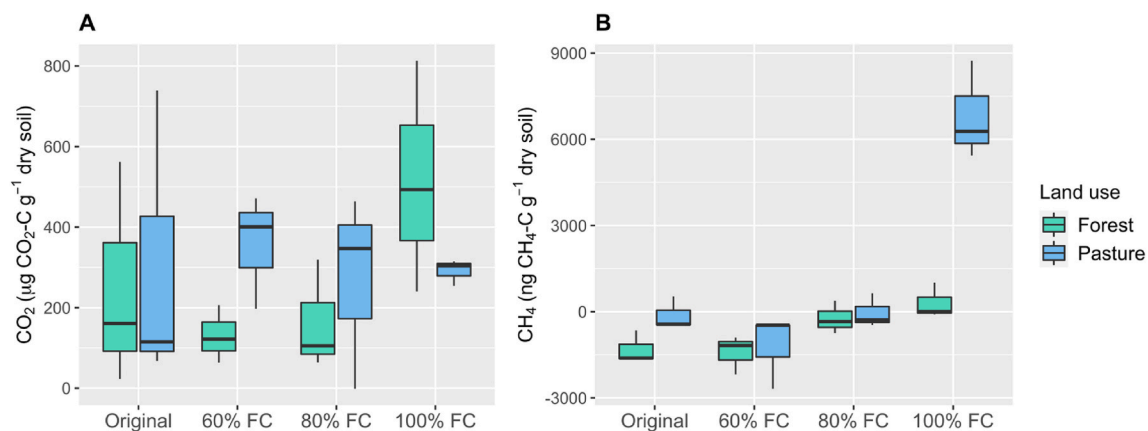 A
CO₂ (µg CO₂-C g⁻¹ dry soil)
800
600
400
200
0
Original 60% FC 80% FC 100% FC
B
CH₄ (ng CH₄-C g⁻¹ dry soil)
9000
6000
3000
0
-3000
Original 60% FC 80% FC 100% FC
Land use
Forest
Pasture